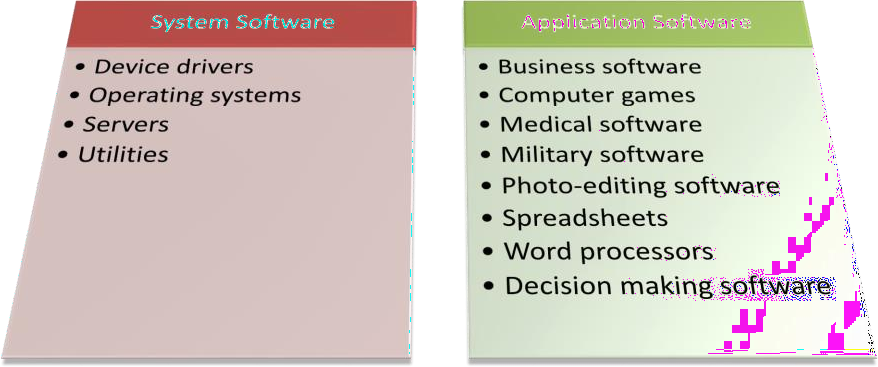 System Software
• Device drivers
• Operating systems
• Servers
• Utilities
Application Software
• Business software
• Computer games
• Medical software
• Military software
• Photo-editing software
• Spreadsheets
• Word processors
• Decision making software